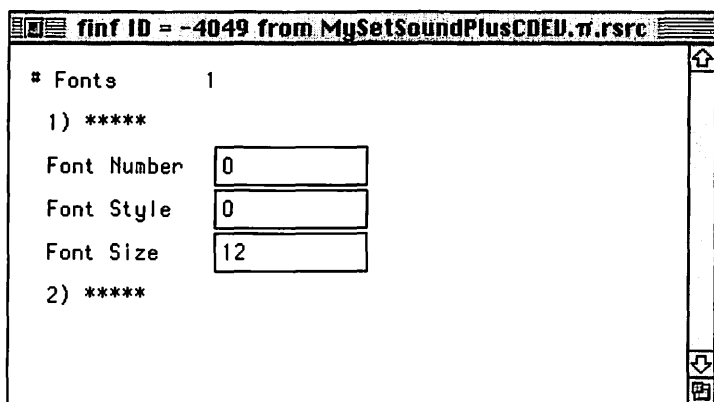 finf ID = -4049 from MySetSoundPlusCDEV.π.rsrc
# Fonts 1
1) *****
Font Number 0
Font Style 0
Font Size 12
2) *****